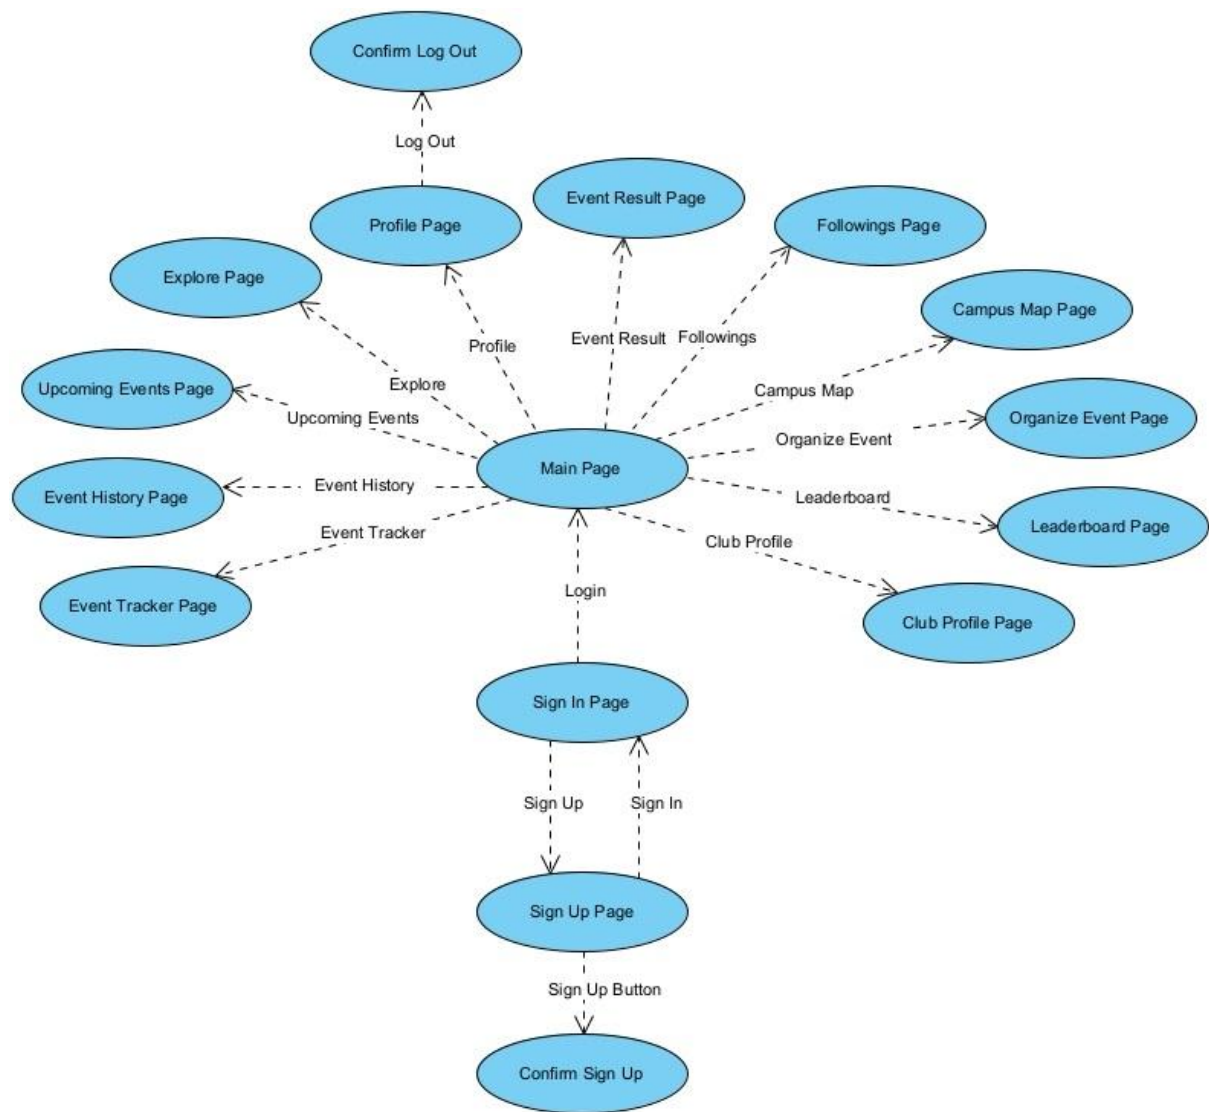 Confirm Log Out
Log Out
Event Result Page
Profile Page
Followings Page
Explore Page
Campus Map Page
Event Result
Followings
Profile
Explore
Campus Map
Upcoming Events Page
Upcoming Events
Organize Event Page
Organize Event
Main Page
Event History Page
Event History
Leaderboard
Leaderboard Page
Event Tracker
Club Profile
Event Tracker Page
Login
Club Profile Page
Sign In Page
Sign Up
Sign In
Sign Up Page
Sign Up Button
Confirm Sign Up